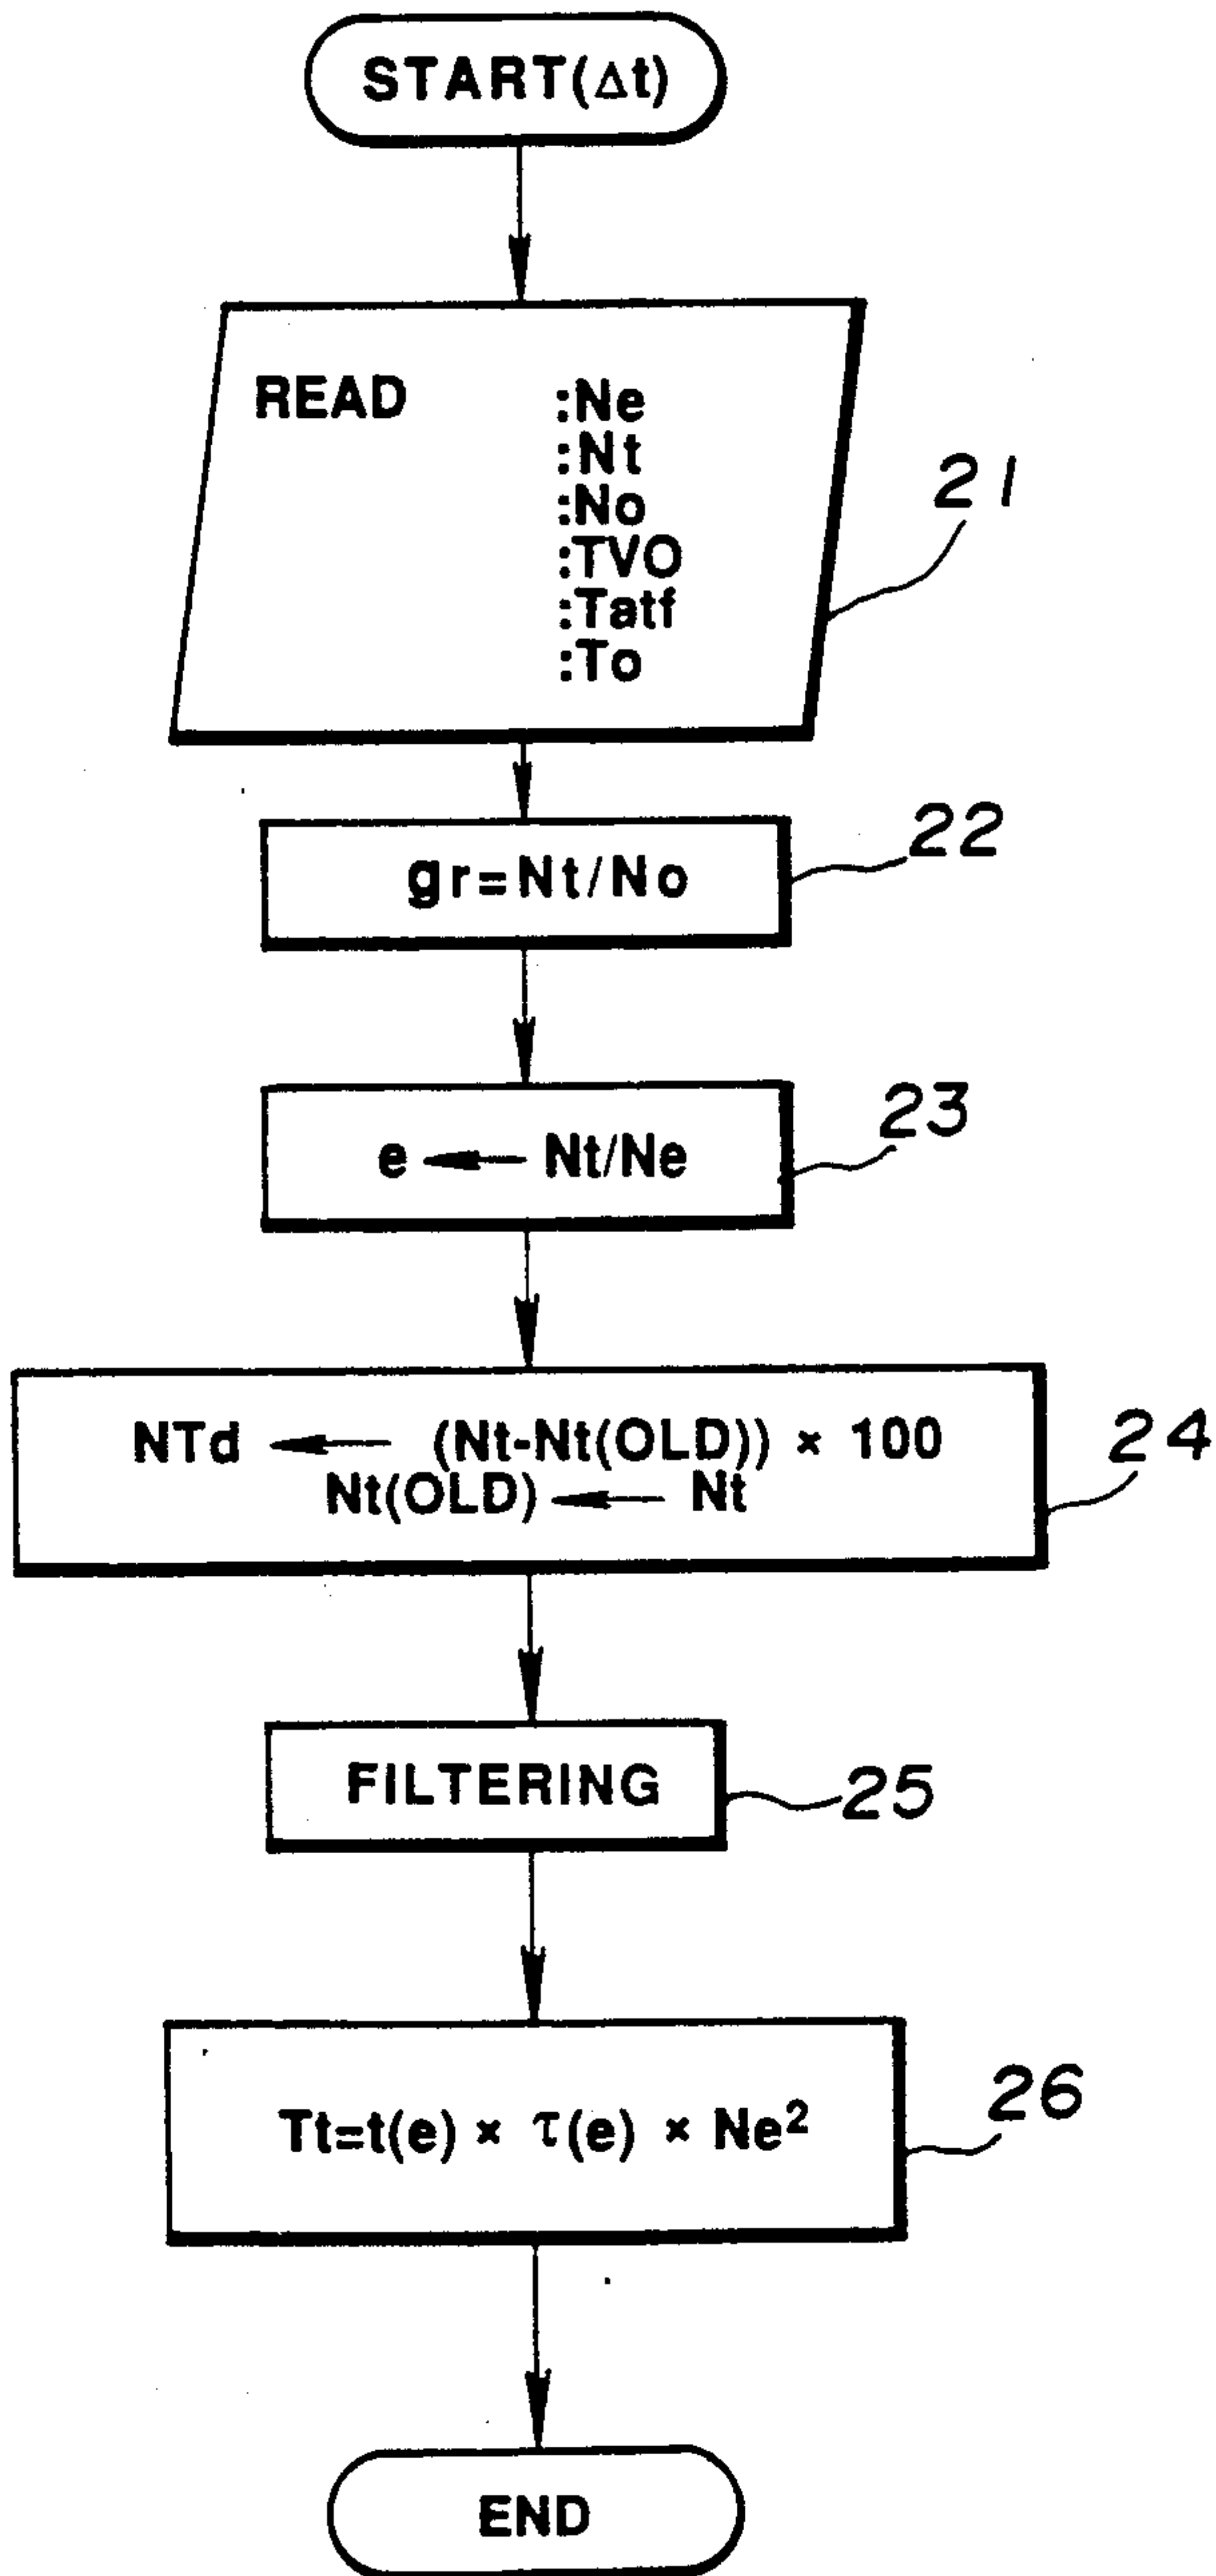 START(Δt)
READ :Ne
:Nt
:No
:TVO
:Tatf
:To
21
gr=Nt/No
22
e ← Nt/Ne
23
NTd ← (Nt-Nt(OLD)) × 100
Nt(OLD) ← Nt
24
FILTERING
25
Tt=t(e) × τ(e) × Ne²
26
END